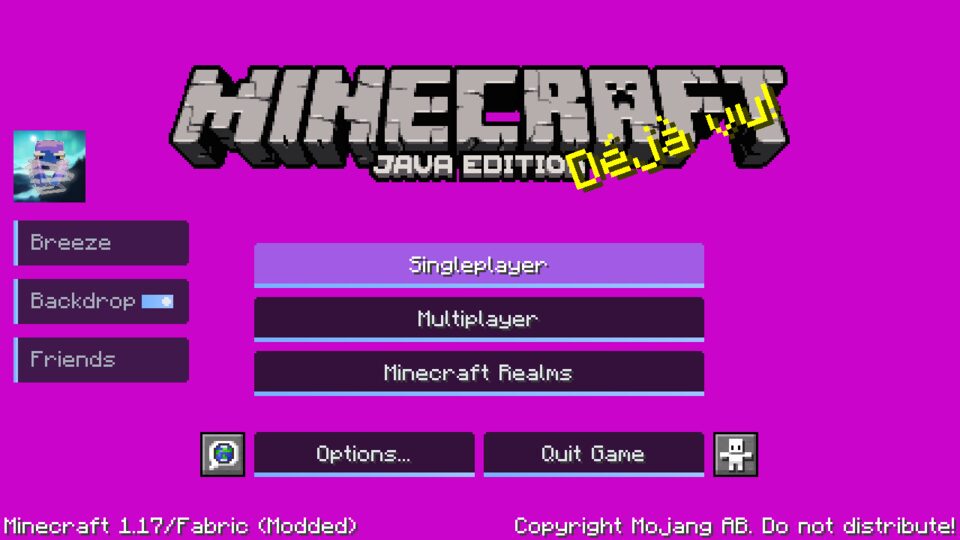 MINECRAFT
JAVA EDITION
Déjà vu!
Breeze
Backdrop
Friends
Singleplayer
Multiplayer
Minecraft Realms
Options...
Quit Game
Minecraft 1.17/Fabric (Modded)
Copyright Mojang AB. Do not distribute!